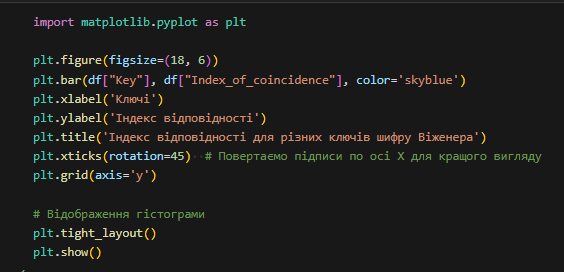 import matplotlib.pyplot as plt
plt.figure(figsize=(18, 6))
plt.bar(df["Key"], df["Index_of_coincidence"], color='skyblue')
plt.xlabel('Ключі')
plt.ylabel('Індекс відповідності')
plt.title('Індекс відповідності для різних ключів шифру Віженера')
plt.xticks(rotation=45)  # Повертаємо підписи по осі X для кращого вигляду
plt.grid(axis='y')
# Відображення гістограми
plt.tight_layout()
plt.show()